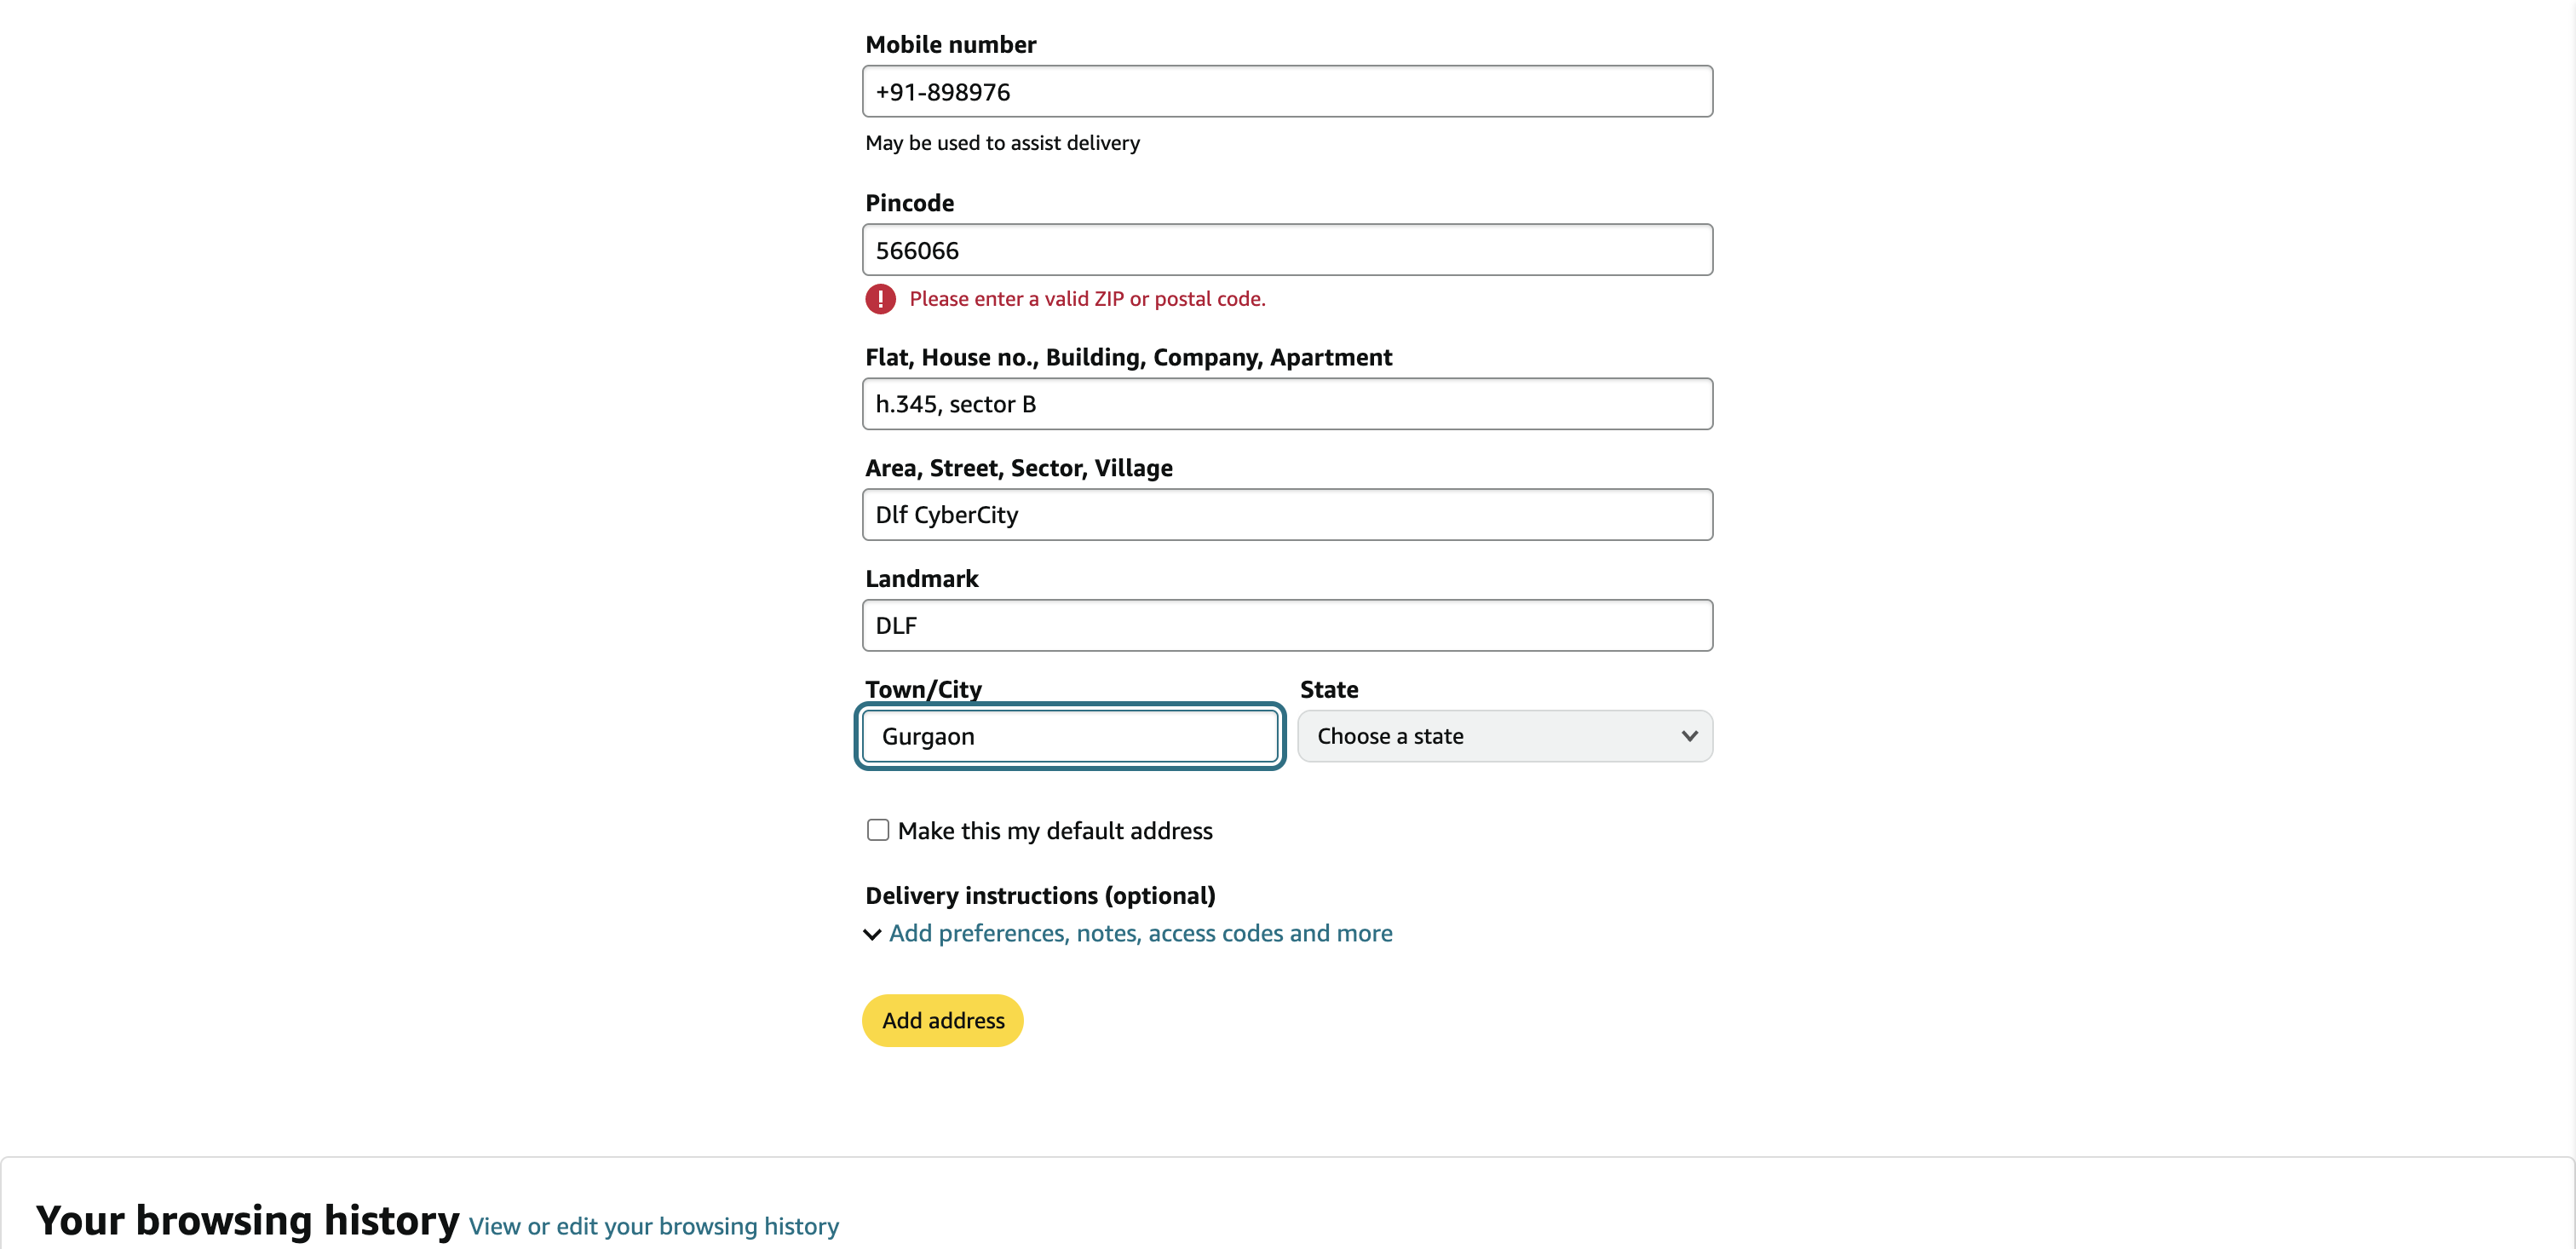 Mobile number
+91-898976
May be used to assist delivery
Pincode
566066
Please enter a valid ZIP or postal code.
Flat, House no., Building, Company, Apartment
h.345, sector B
Area, Street, Sector, Village
Dlf CyberCity
Landmark
DLF
Town/City State
Gurgaon Choose a state
Make this my default address
Delivery instructions (optional)
Add preferences, notes, access codes and more
Add address
Your browsing history View or edit your browsing history